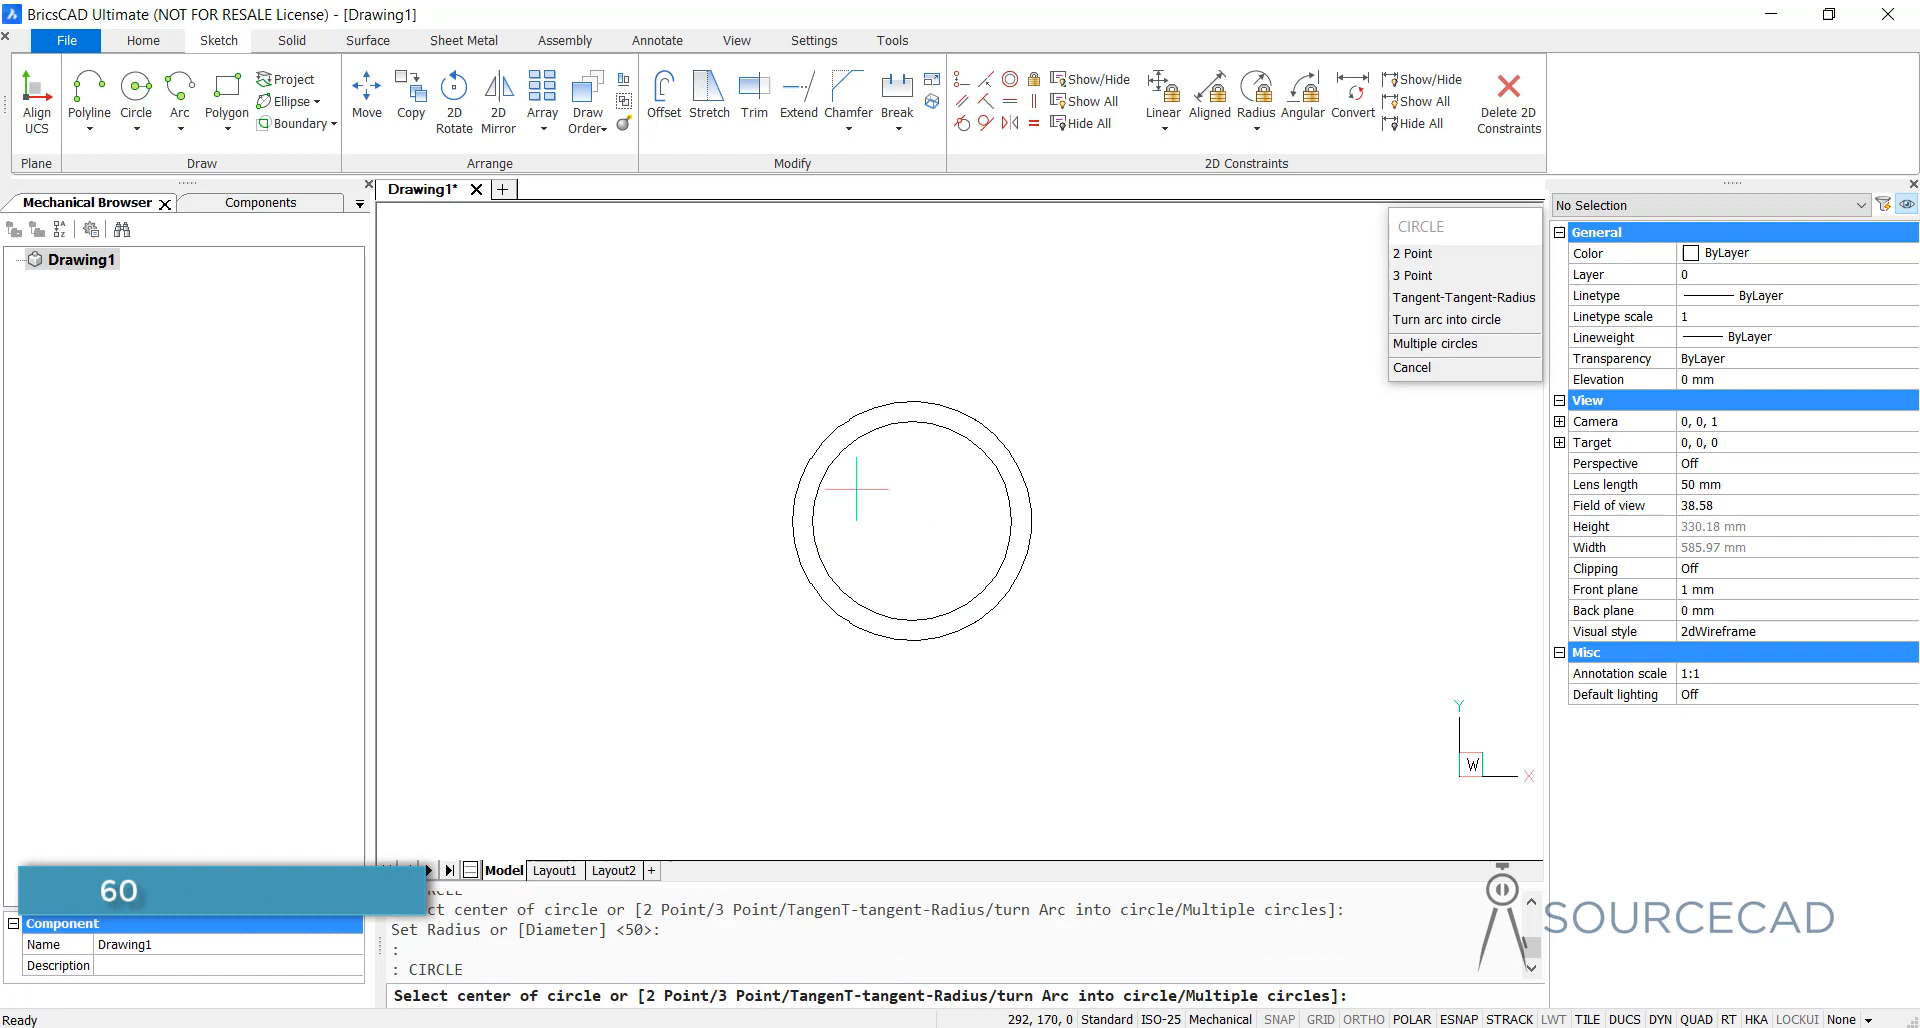 BricsCAD Ultimate (NOT FOR RESALE License) - [Drawing1]
File Home Sketch Solid Surface Sheet Metal Assembly Annotate View Settings Tools
Align UCS
Polyline Circle Arc Polygon
Project
Ellipse
Boundary
Move Copy 2D Rotate 2D Mirror Array Draw Order
Offset Stretch Trim Extend Chamfer Break
Show/Hide
Show All
Hide All
Linear Aligned Radius Angular Convert
Show/Hide
Show All
Hide All
Delete 2D Constraints
Plane Draw Arrange Modify 2D Constraints
Mechanical Browser Components
Drawing1
Drawing1*
CIRCLE
2 Point
3 Point
Tangent-Tangent-Radius
Turn arc into circle
Multiple circles
Cancel
Y
W
X
No Selection
General
Color ByLayer
Layer 0
Linetype ByLayer
Linetype scale 1
Lineweight ByLayer
Transparency ByLayer
Elevation 0 mm
View
Camera 0, 0, 1
Target 0, 0, 0
Perspective Off
Lens length 50 mm
Field of view 38.58
Height 330.18 mm
Width 585.97 mm
Clipping Off
Front plane 1 mm
Back plane 0 mm
Visual style 2dWireframe
Misc
Annotation scale 1:1
Default lighting Off
60
Component
Name Drawing1
Description
Model Layout1 Layout2 +
center of circle or [2 Point/3 Point/TangenT-tangent-Radius/turn Arc into circle/Multiple circles]:
Set Radius or [Diameter] <50>:
:
: CIRCLE
Select center of circle or [2 Point/3 Point/TangenT-tangent-Radius/turn Arc into circle/Multiple circles]:
SOURCECAD
Ready
292, 170, 0 Standard ISO-25 Mechanical SNAP GRID ORTHO POLAR ESNAP STRACK LWT TILE DUCS DYN QUAD RT HKA LOCKUI None